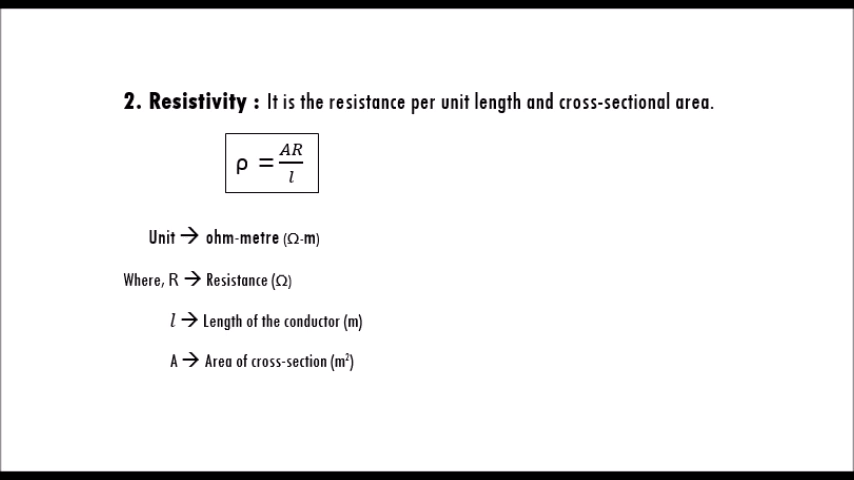 2. Resistivity : It is the resistance per unit length and cross-sectional area.
ρ = AR/l
Unit → ohm-metre (Ω-m)
Where, R → Resistance (Ω)
l → Length of the conductor (m)
A → Area of cross-section (m²)